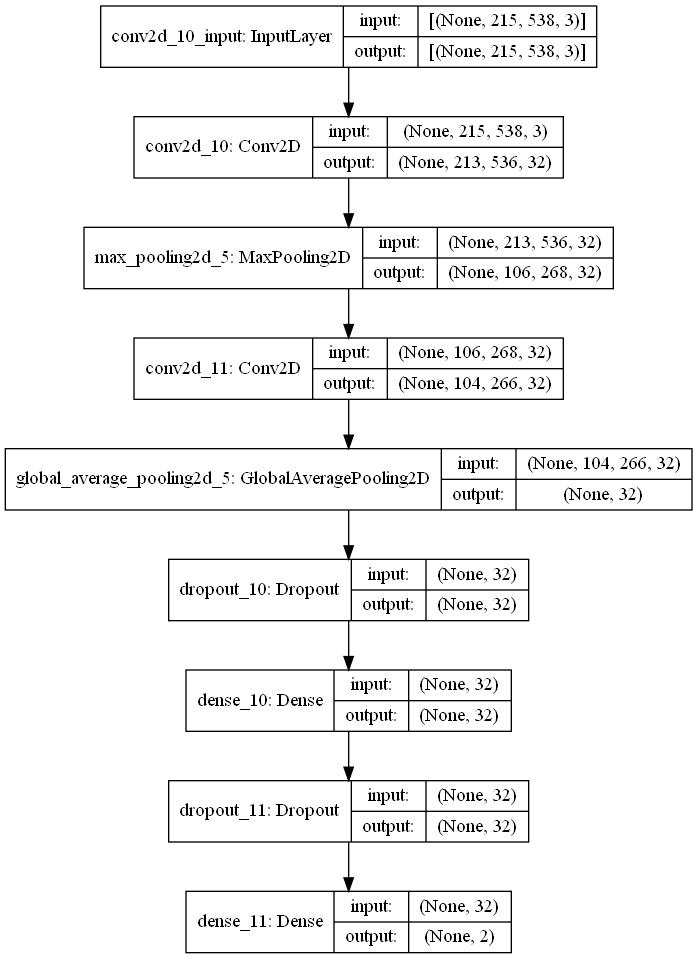 conv2d_10_input: InputLayer
input: [(None, 215, 538, 3)]
output: [(None, 215, 538, 3)]
conv2d_10: Conv2D
input: (None, 215, 538, 3)
output: (None, 213, 536, 32)
max_pooling2d_5: MaxPooling2D
input: (None, 213, 536, 32)
output: (None, 106, 268, 32)
conv2d_11: Conv2D
input: (None, 106, 268, 32)
output: (None, 104, 266, 32)
global_average_pooling2d_5: GlobalAveragePooling2D
input: (None, 104, 266, 32)
output: (None, 32)
dropout_10: Dropout
input: (None, 32)
output: (None, 32)
dense_10: Dense
input: (None, 32)
output: (None, 32)
dropout_11: Dropout
input: (None, 32)
output: (None, 32)
dense_11: Dense
input: (None, 32)
output: (None, 2)